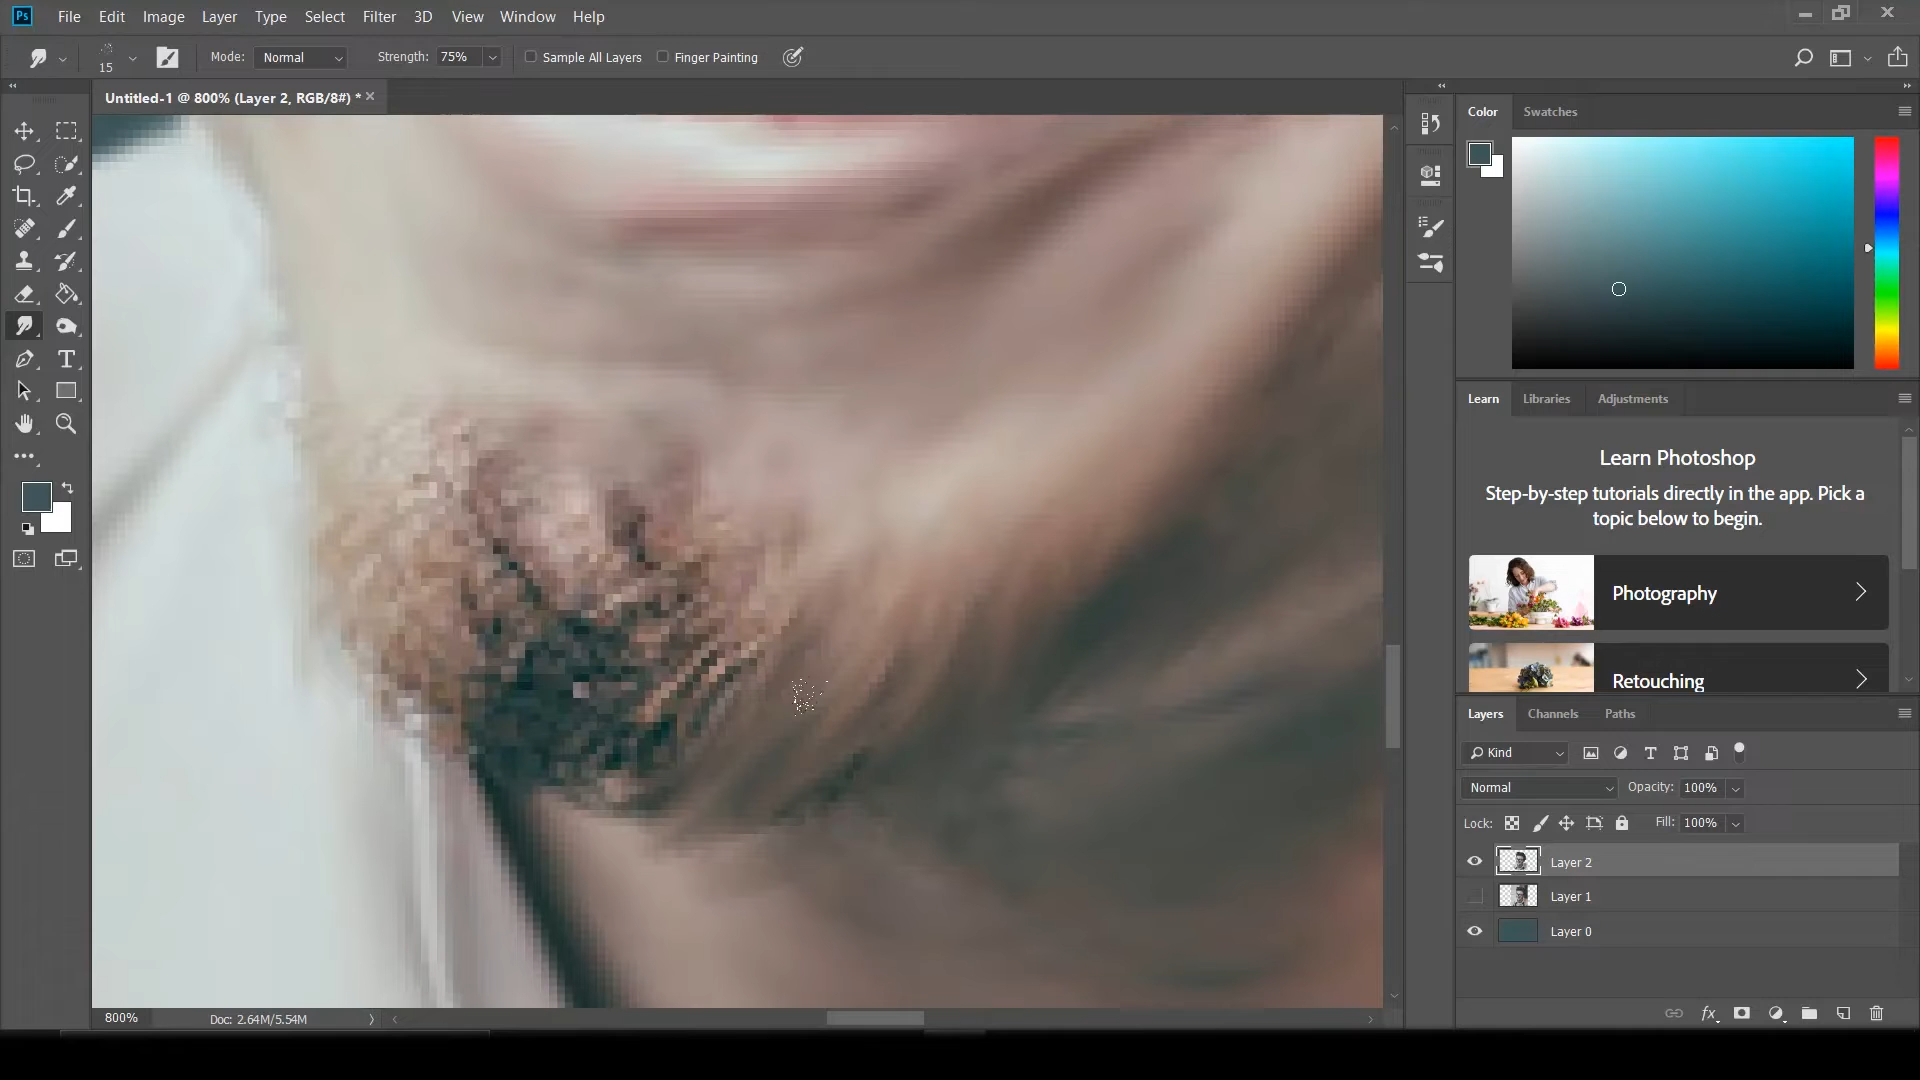 Ps File Edit Image Layer Type Select Filter 3D View Window Help
15 Mode: Normal Strength: 75% Sample All Layers Finger Painting
Untitled-1 @ 800% (Layer 2, RGB/8#) *
Color Swatches
Learn Libraries Adjustments
Learn Photoshop
Step-by-step tutorials directly in the app. Pick a
topic below to begin.
Photography
Retouching
Layers Channels Paths
Kind
Normal Opacity: 100%
Lock: Fill: 100%
Layer 2
Layer 1
Layer 0
fx
800% Doc: 2.64M/5.54M